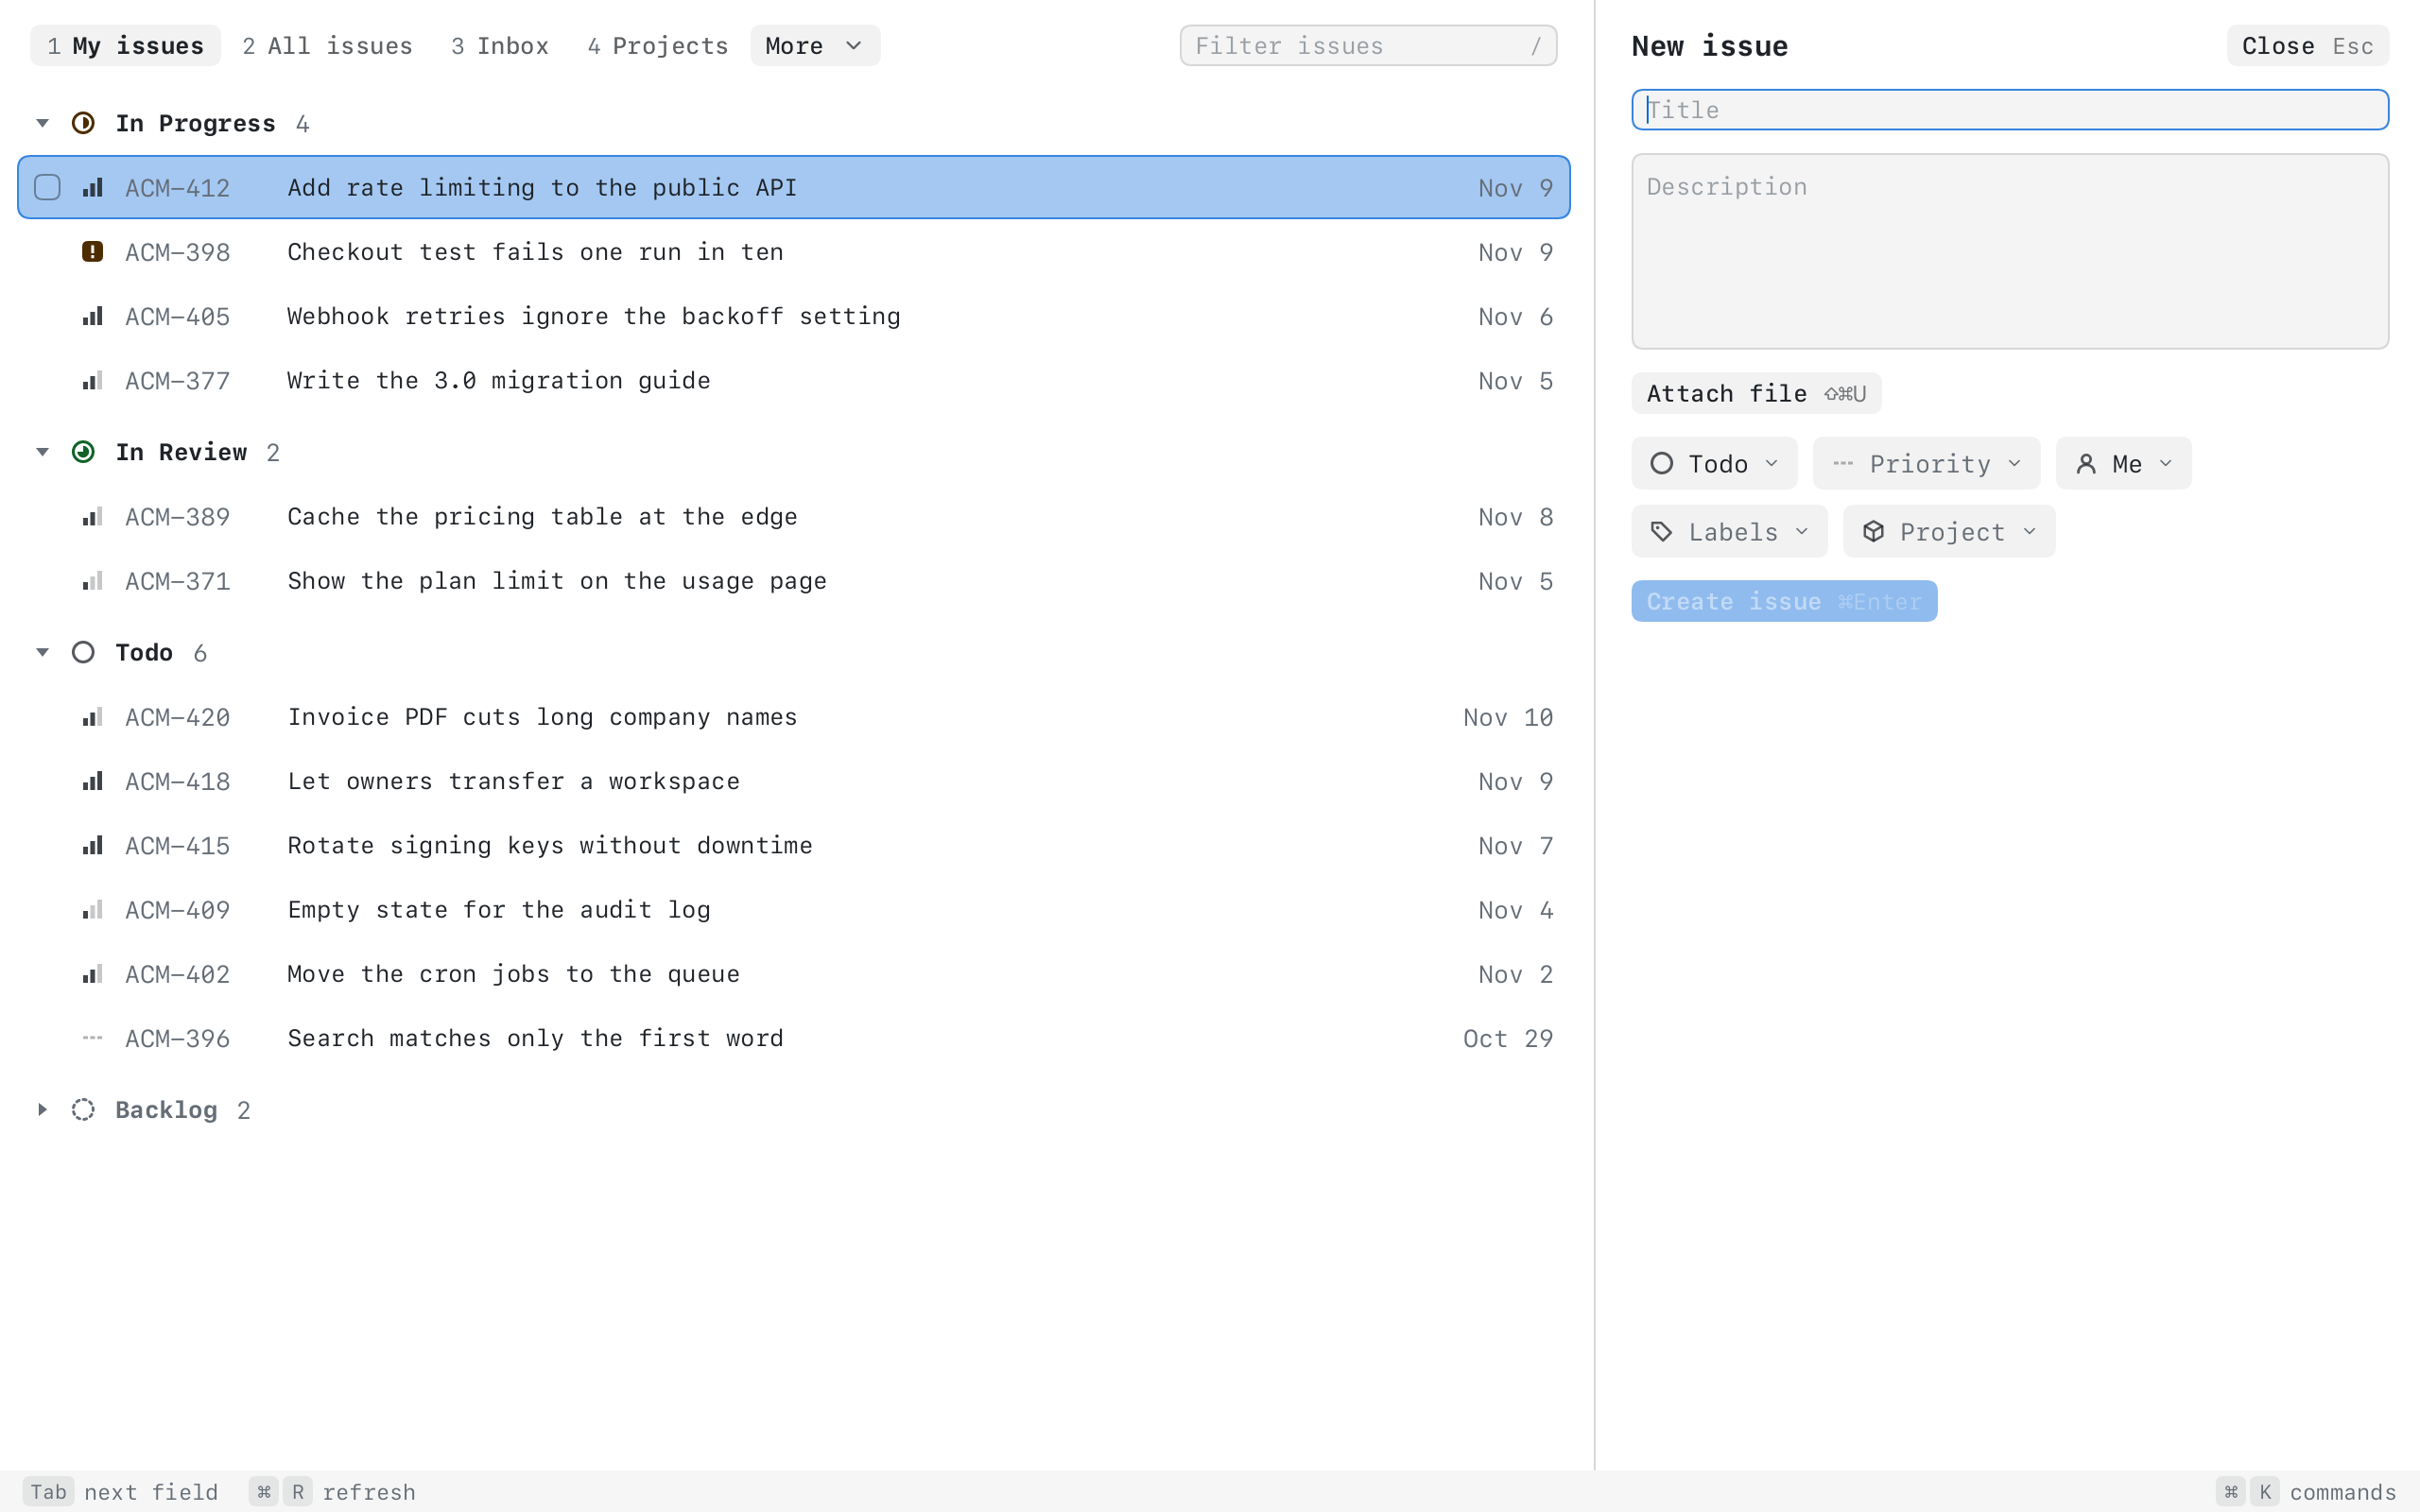 1 My issues 2 All issues 3 Inbox 4 Projects More Filter issues /
In Progress 4
ACM-412 Add rate limiting to the public API Nov 9
ACM-398 Checkout test fails one run in ten Nov 9
ACM-405 Webhook retries ignore the backoff setting Nov 6
ACM-377 Write the 3.0 migration guide Nov 5
In Review 2
ACM-389 Cache the pricing table at the edge Nov 8
ACM-371 Show the plan limit on the usage page Nov 5
Todo 6
ACM-420 Invoice PDF cuts long company names Nov 10
ACM-418 Let owners transfer a workspace Nov 9
ACM-415 Rotate signing keys without downtime Nov 7
ACM-409 Empty state for the audit log Nov 4
ACM-402 Move the cron jobs to the queue Nov 2
ACM-396 Search matches only the first word Oct 29
Backlog 2
New issue Close Esc
Title
Description
Attach file ⇧⌘U
Todo Priority Me
Labels Project
Create issue ⌘Enter
Tab next field ⌘ R refresh ⌘ K commands